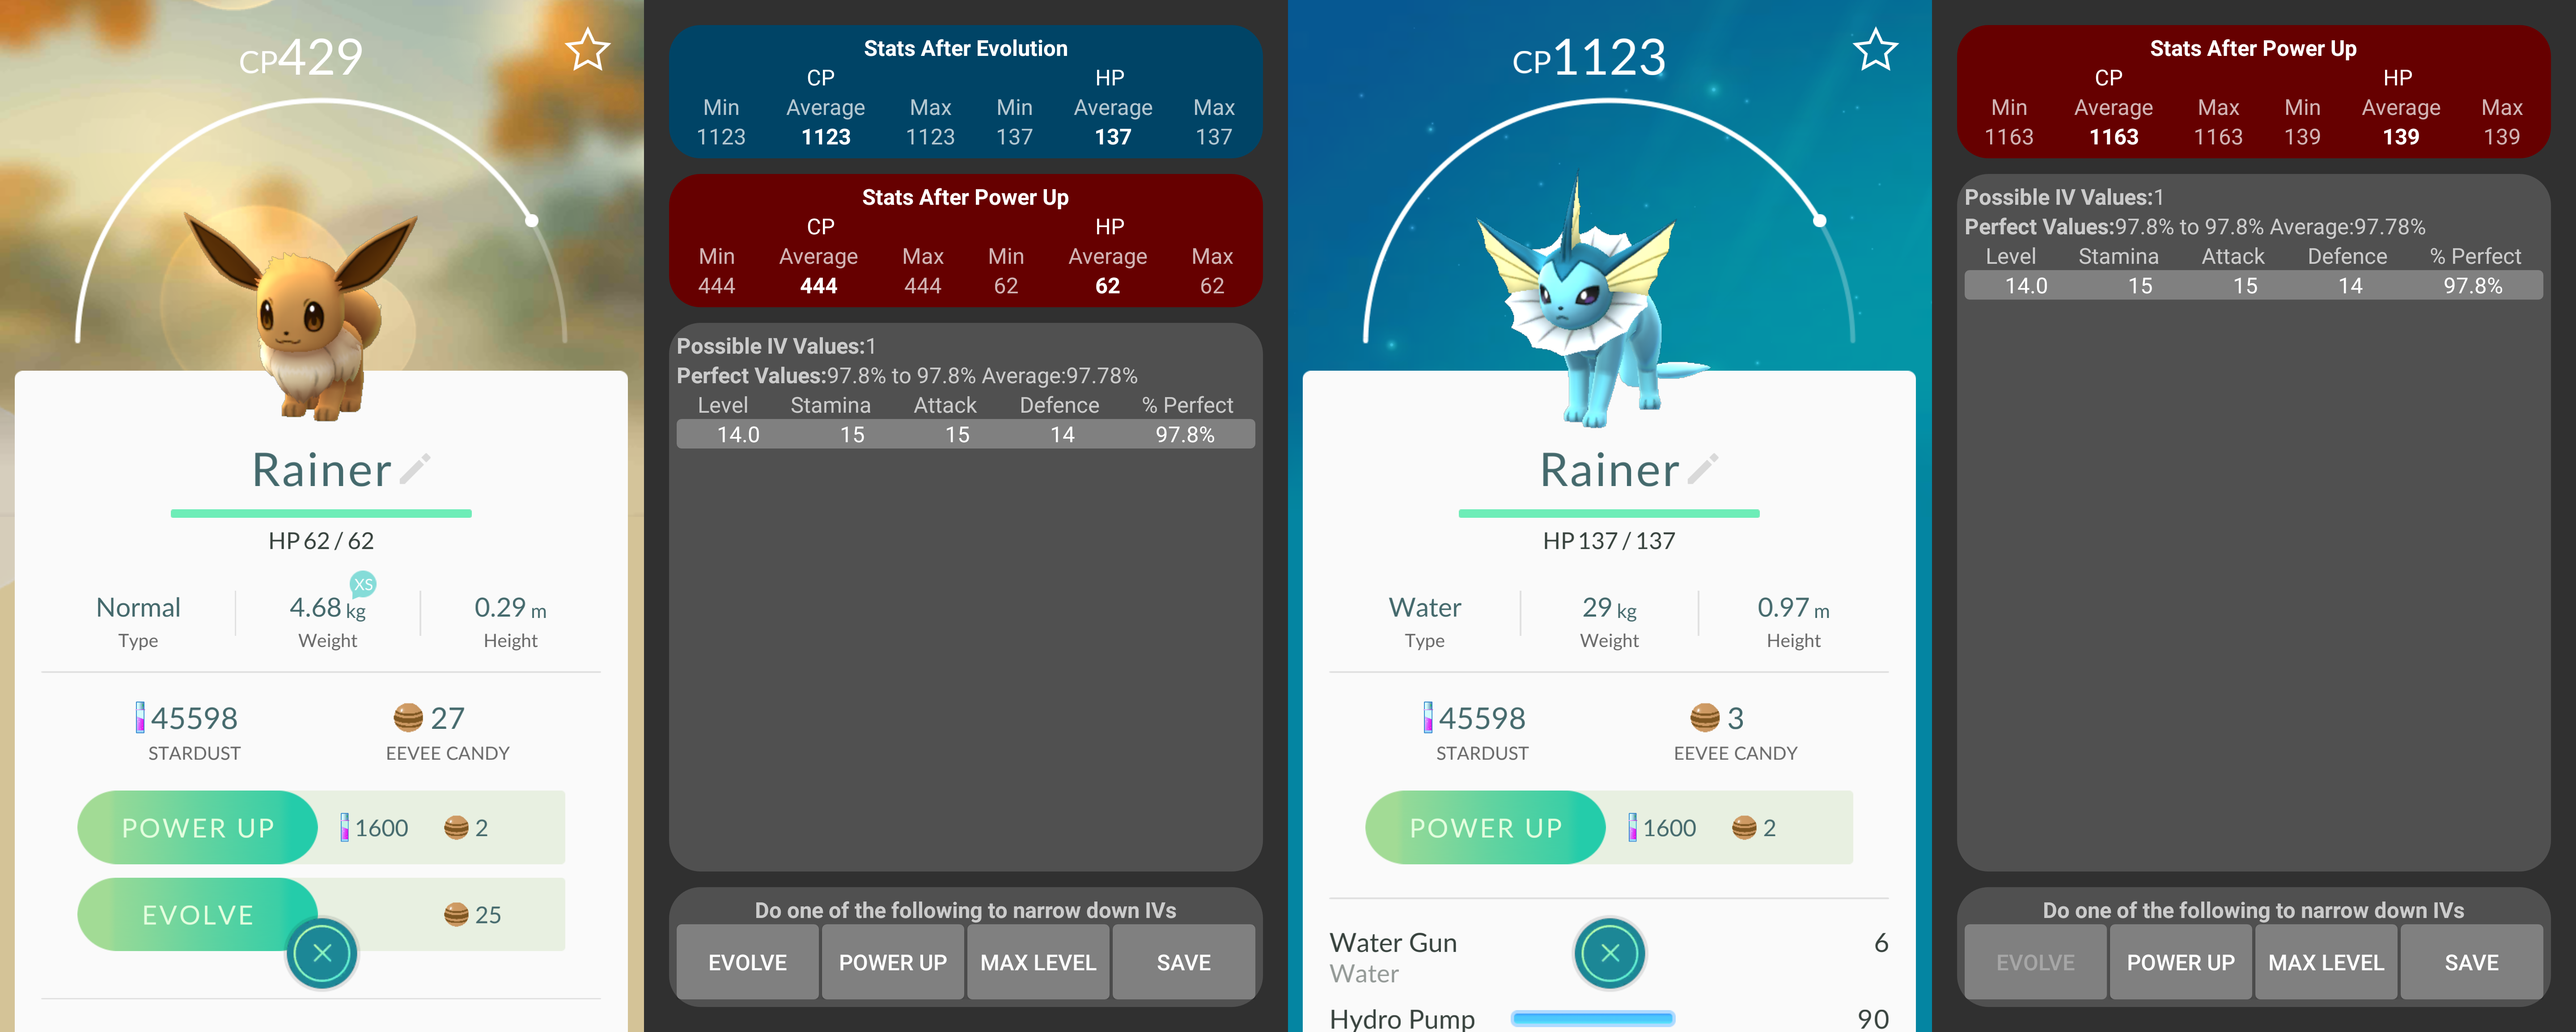 CP429
Rainer
HP 62 / 62
XS
Normal 4.68 kg 0.29 m
Type Weight Height
45598 27
STARDUST EEVEE CANDY
POWER UP 1600 2
EVOLVE 25
Stats After Evolution
CP HP
Min Average Max Min Average Max
1123 1123 1123 137 137 137
Stats After Power Up
CP HP
Min Average Max Min Average Max
444 444 444 62 62 62
Possible IV Values:1
Perfect Values:97.8% to 97.8% Average:97.78%
Level Stamina Attack Defence % Perfect
14.0 15 15 14 97.8%
Do one of the following to narrow down IVs
EVOLVE POWER UP MAX LEVEL SAVE
CP1123
Rainer
HP 137 / 137
Water 29 kg 0.97 m
Type Weight Height
45598 3
STARDUST EEVEE CANDY
POWER UP 1600 2
Water Gun 6
Water
Hydro Pump 90
Stats After Power Up
CP HP
Min Average Max Min Average Max
1163 1163 1163 139 139 139
Possible IV Values:1
Perfect Values:97.8% to 97.8% Average:97.78%
Level Stamina Attack Defence % Perfect
14.0 15 15 14 97.8%
Do one of the following to narrow down IVs
EVOLVE POWER UP MAX LEVEL SAVE